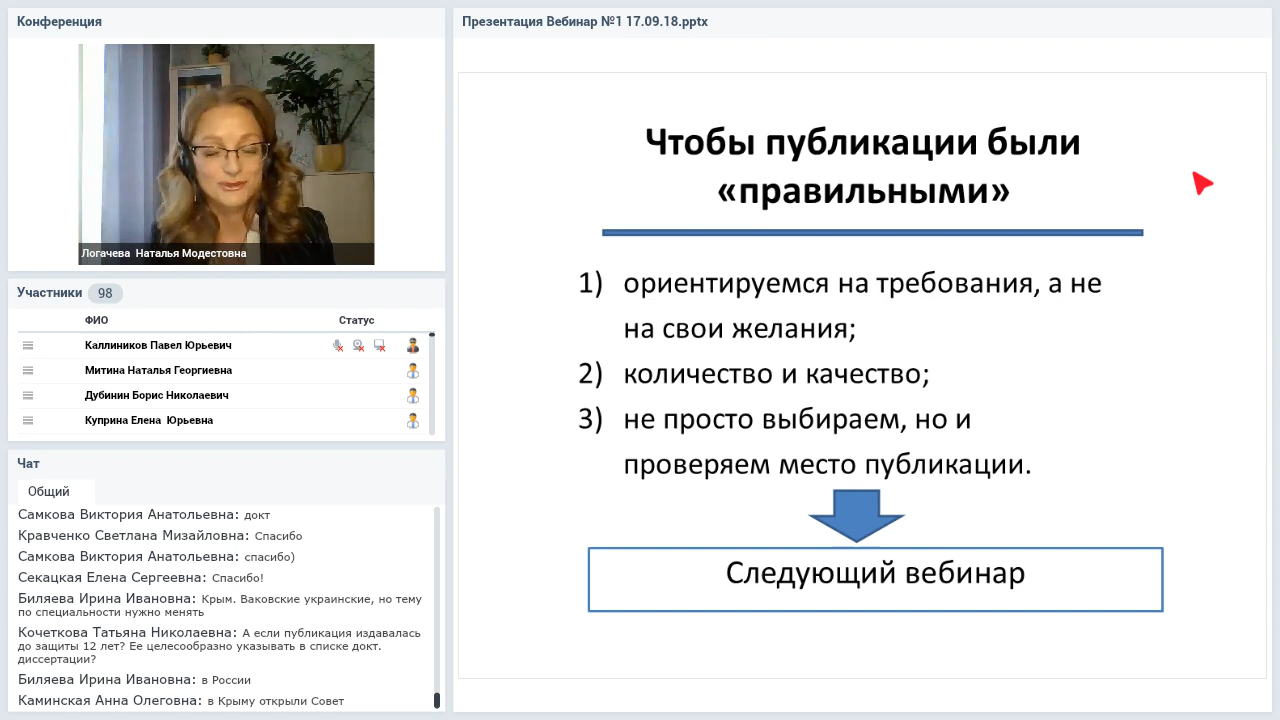 Конференция
Логачева  Наталья Модестовна
Участники 98
ФИО Статус
Каллиников Павел Юрьевич
Митина Наталья Георгиевна
Дубинин Борис Николаевич
Куприна Елена  Юрьевна
Чат
Общий
Самкова Виктория Анатольевна: докт
Кравченко Светлана Мизайловна: Спасибо
Самкова Виктория Анатольевна: спасибо)
Секацкая Елена Сергеевна: Спасибо!
Биляева Ирина Ивановна: Крым. Ваковские украинские, но тему
по специальности нужно менять
Кочеткова Татьяна Николаевна: А если публикация издавалась
до защиты 12 лет? Ее целесообразно указывать в списке докт.
диссертации?
Биляева Ирина Ивановна: в России
Каминская Анна Олеговна: в Крыму открыли Совет
Презентация Вебинар №1 17.09.18.pptx
Чтобы публикации были
«правильными»
1) ориентируемся на требования, а не
на свои желания;
2) количество и качество;
3) не просто выбираем, но и
проверяем место публикации.
Следующий вебинар